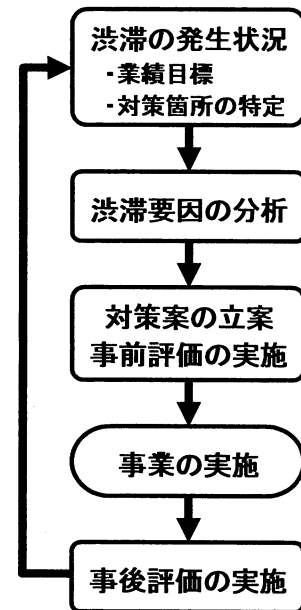 渋滞の発生状況
・業績目標
・対策箇所の特定
渋滞要因の分析
対策案の立案
事前評価の実施
事業の実施
事後評価の実施